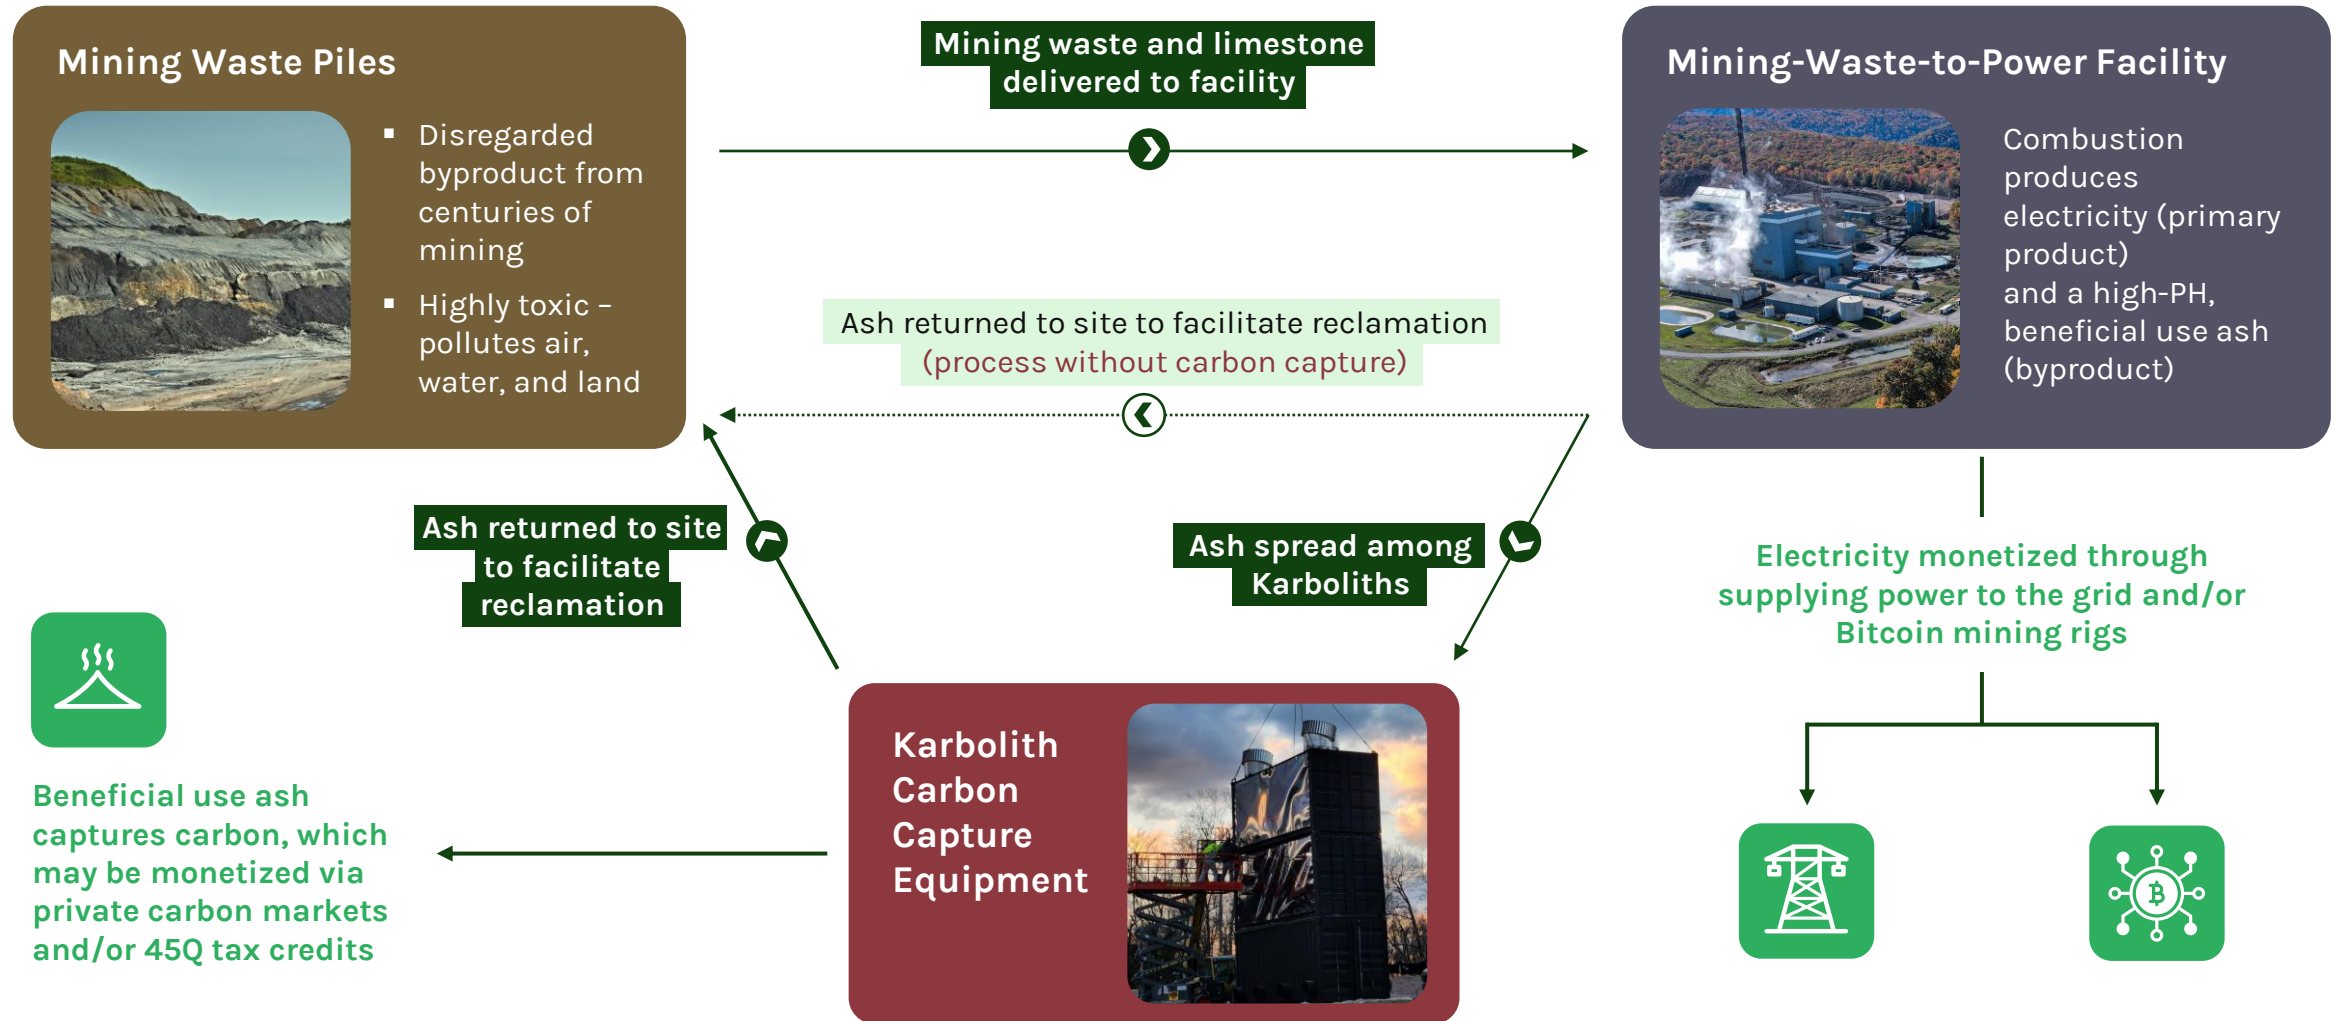 Mining Waste Piles
▪ Disregarded
byproduct from
centuries of
mining
▪ Highly toxic –
pollutes air,
water, and land
Mining waste and limestone
delivered to facility
Mining-Waste-to-Power Facility
Combustion
produces
electricity (primary
product)
and a high-PH,
beneficial use ash
(byproduct)
Ash returned to site to facilitate reclamation
(process without carbon capture)
Ash returned to site
to facilitate
reclamation
Ash spread among
Karboliths
Electricity monetized through
supplying power to the grid and/or
Bitcoin mining rigs
Karbolith
Carbon
Capture
Equipment
Beneficial use ash
captures carbon, which
may be monetized via
private carbon markets
and/or 45Q tax credits